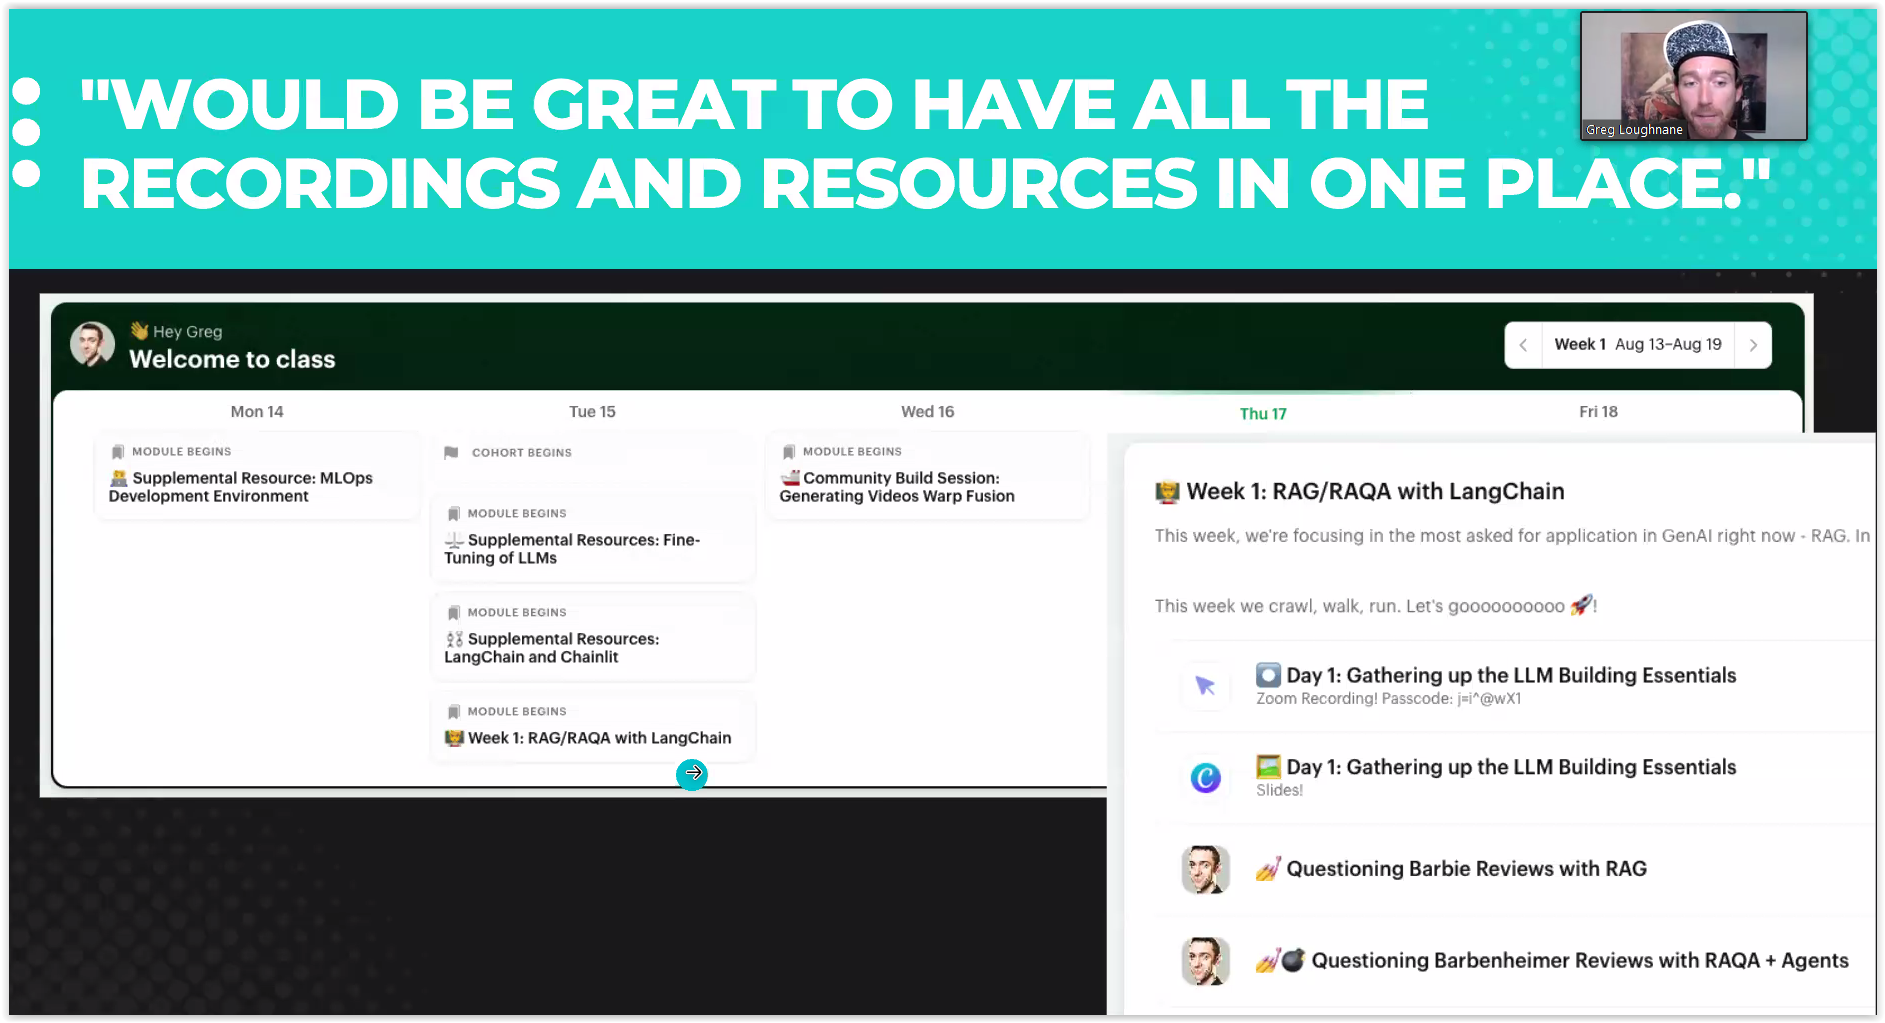 "WOULD BE GREAT TO HAVE ALL THE
RECORDINGS AND RESOURCES IN ONE PLACE."
Greg Loughnane
👋 Hey Greg
Welcome to class
Week 1 Aug 13–Aug 19
Mon 14
Tue 15
Wed 16
Thu 17
Fri 18
MODULE BEGINS
Supplemental Resource: MLOps
Development Environment
COHORT BEGINS
MODULE BEGINS
Supplemental Resources: Fine-
Tuning of LLMs
MODULE BEGINS
Supplemental Resources:
LangChain and Chainlit
MODULE BEGINS
Week 1: RAG/RAQA with LangChain
MODULE BEGINS
Community Build Session:
Generating Videos Warp Fusion
Week 1: RAG/RAQA with LangChain
This week, we're focusing in the most asked for application in GenAI right now - RAG. In
This week we crawl, walk, run. Let's goooooooooo 🚀!
Day 1: Gathering up the LLM Building Essentials
Zoom Recording! Passcode: j=i^@wX1
Day 1: Gathering up the LLM Building Essentials
Slides!
💅 Questioning Barbie Reviews with RAG
💅💣 Questioning Barbenheimer Reviews with RAQA + Agents